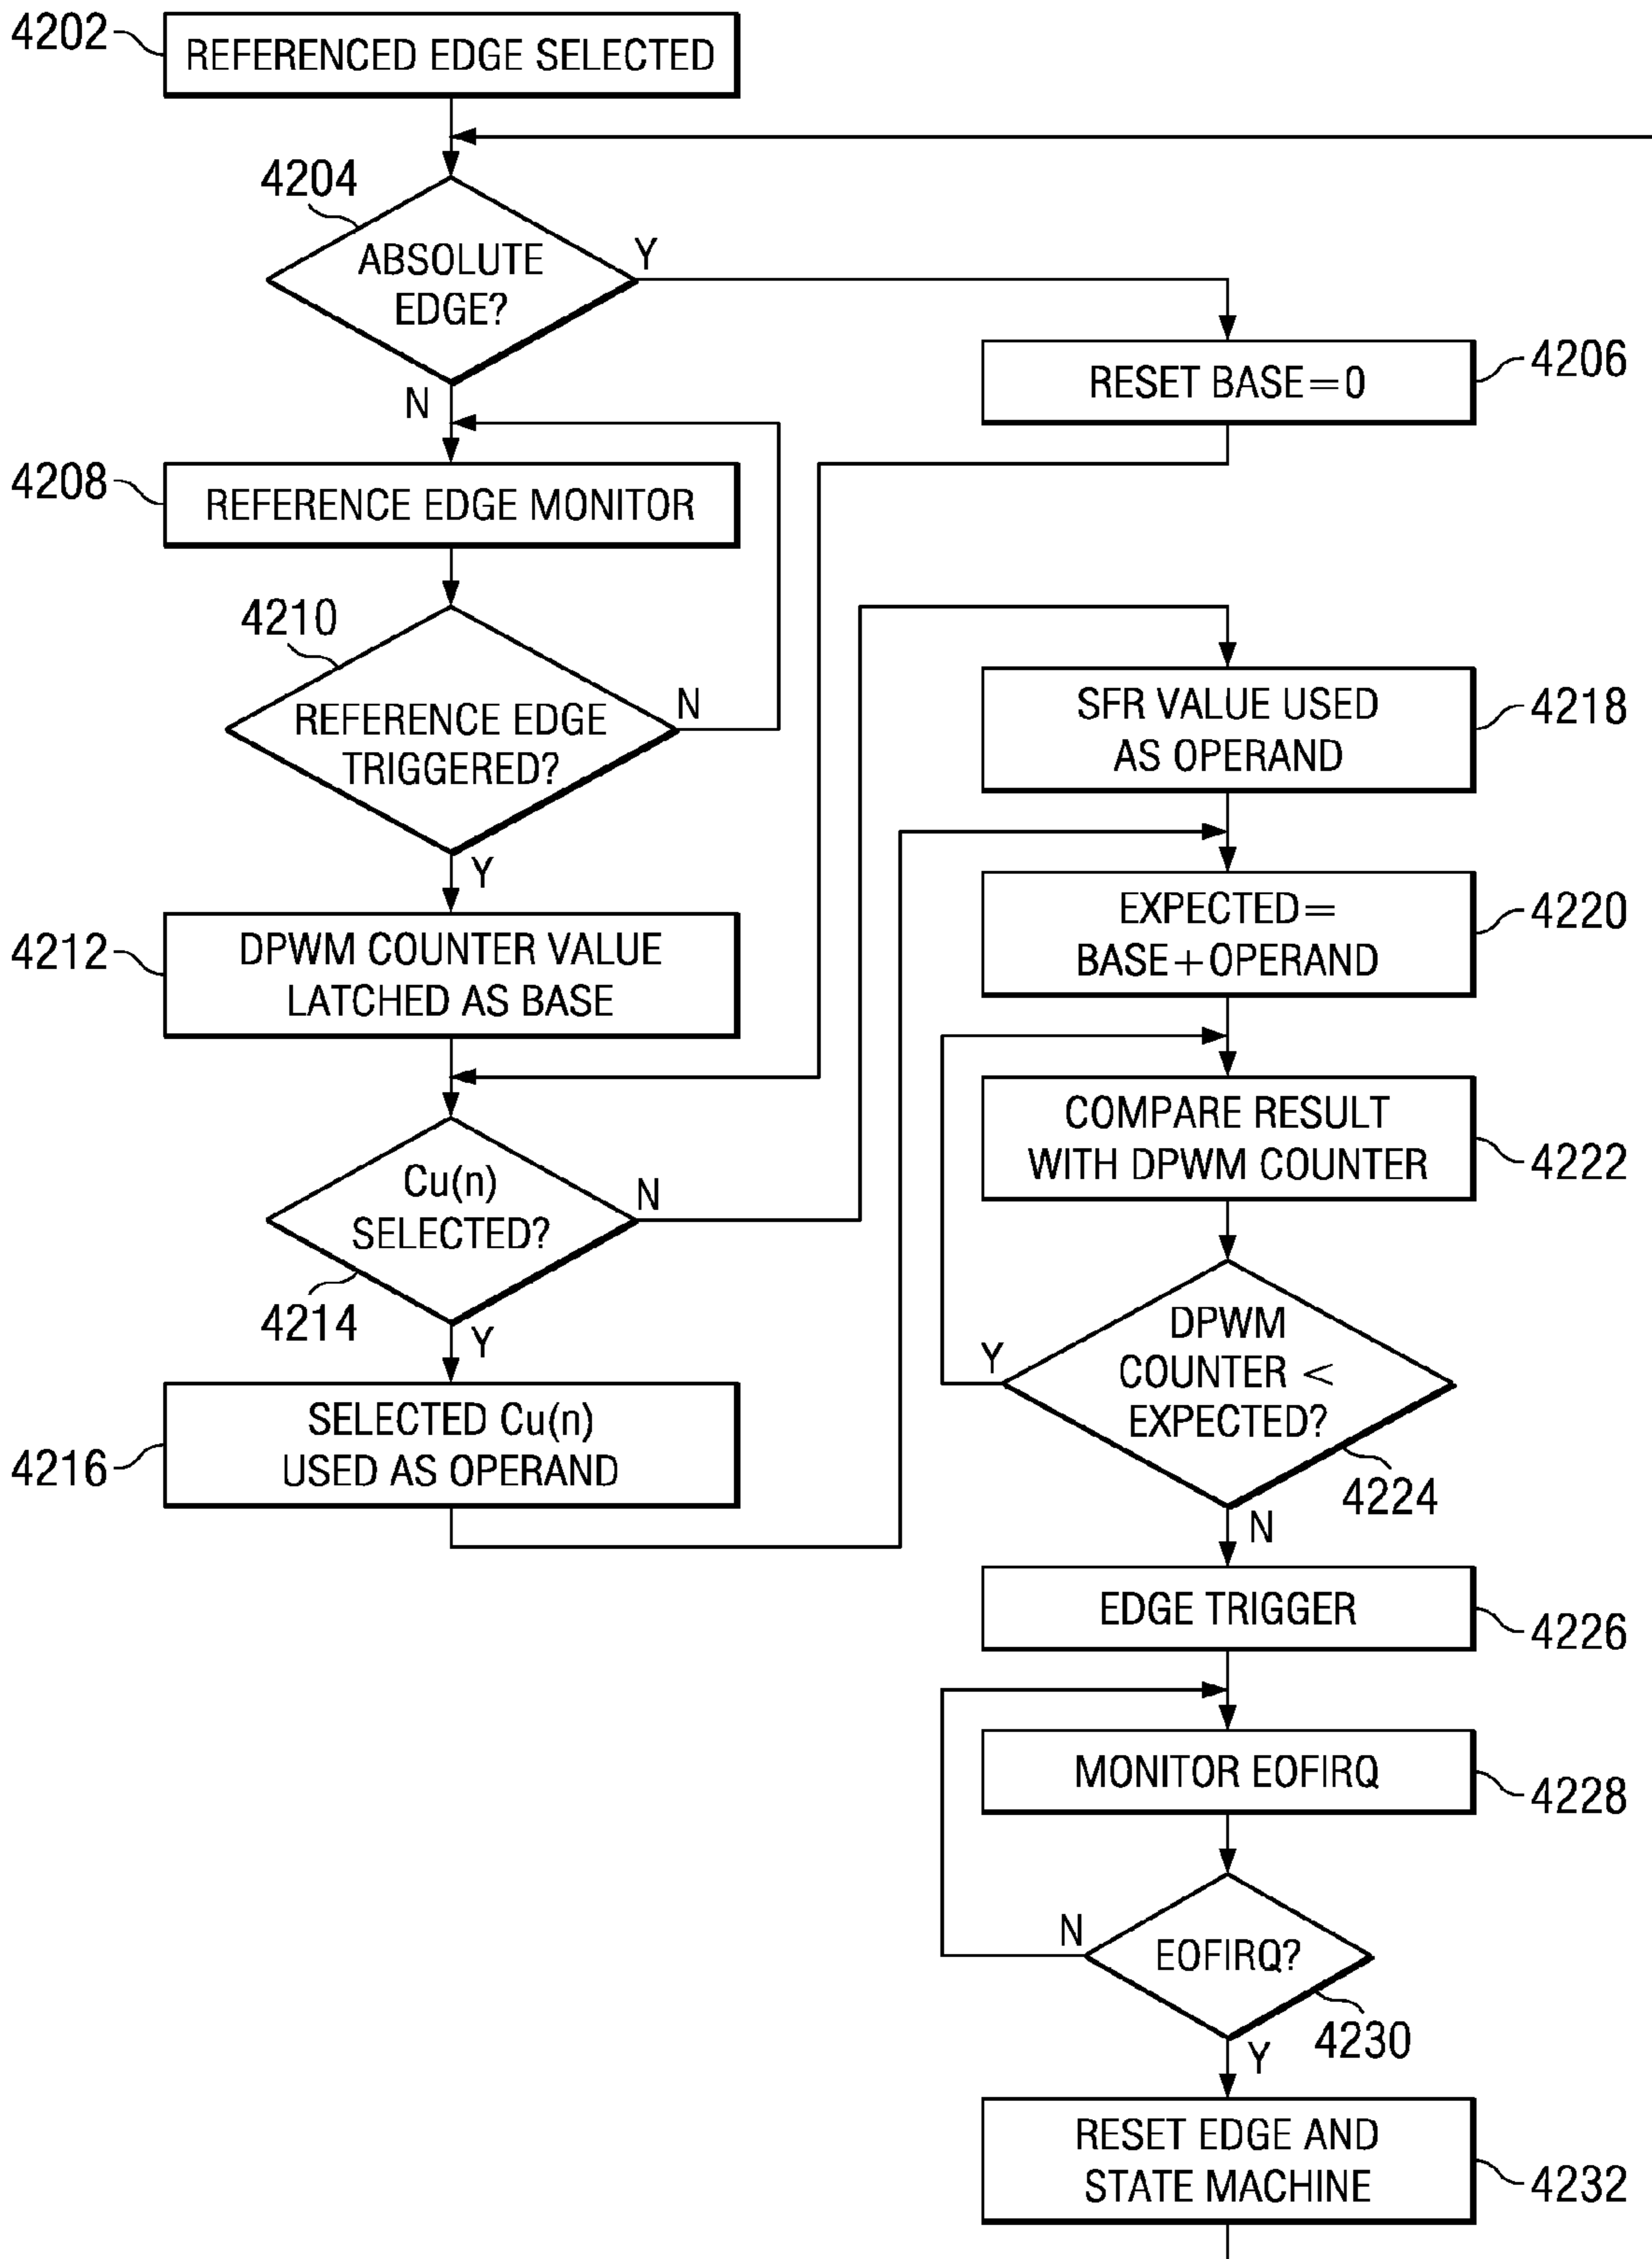 4202
REFERENCED EDGE SELECTED
4204
ABSOLUTE
EDGE?
Y
N
RESET BASE=0
4206
4208
REFERENCE EDGE MONITOR
4210
REFERENCE EDGE
TRIGGERED?
N
Y
4212
DPWM COUNTER VALUE
LATCHED AS BASE
Cu(n)
SELECTED?
N
4214
Y
4216
SELECTED Cu(n)
USED AS OPERAND
SFR VALUE USED
AS OPERAND
4218
EXPECTED=
BASE+OPERAND
4220
COMPARE RESULT
WITH DPWM COUNTER
4222
DPWM
COUNTER <
EXPECTED?
Y
4224
N
EDGE TRIGGER
4226
MONITOR EOFIRQ
4228
N
EOFIRQ?
4230
Y
RESET EDGE AND
STATE MACHINE
4232